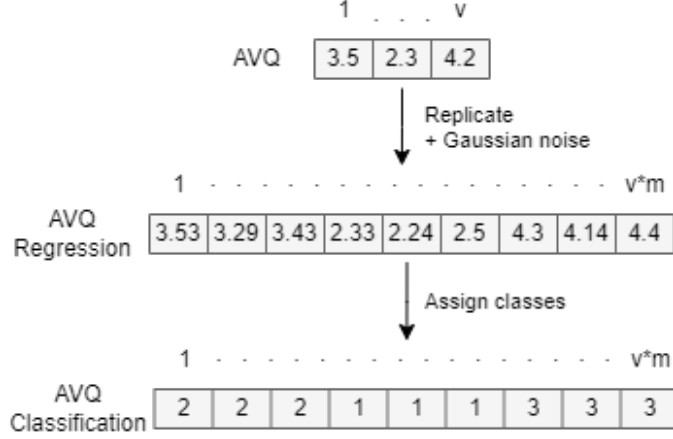 1 . . . v
AVQ 3.5 2.3 4.2
Replicate
+ Gaussian noise
1 . . . . . . . . . . . . . . . . . v*m
AVQ
Regression
3.53 3.29 3.43 2.33 2.24 2.5 4.3 4.14 4.4
Assign classes
1 . . . . . . . . . . . . . . . . . v*m
AVQ
Classification
2 2 2 1 1 1 3 3 3